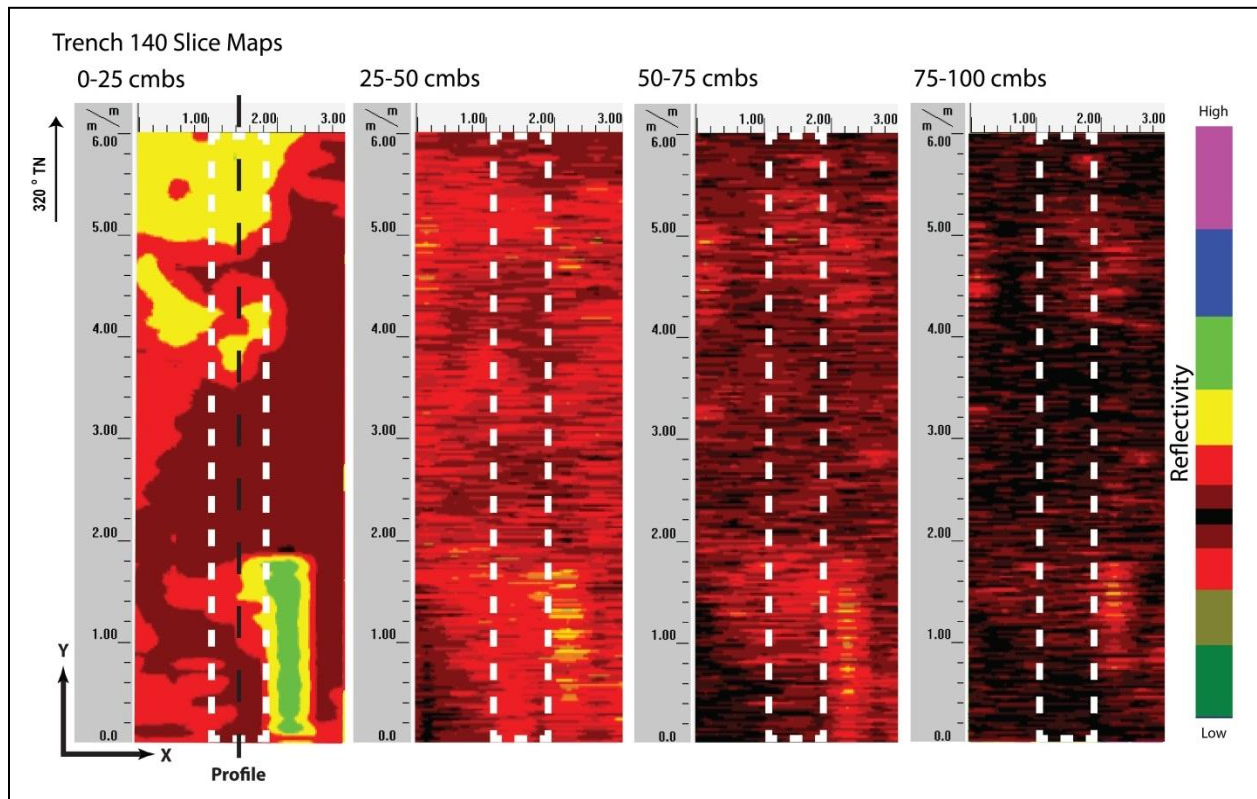 Trench 140 Slice Maps
0-25 cmbs
25-50 cmbs
50-75 cmbs
75-100 cmbs
320 ° TN
m
m
1.00 2.00 3.00
6.00
5.00
4.00
3.00
2.00
1.00
0.0
m
m
1.00 2.00 3.00
6.00
5.00
4.00
3.00
2.00
1.00
0.0
m
m
1.00 2.00 3.00
6.00
5.00
4.00
3.00
2.00
1.00
0.0
m
m
1.00 2.00 3.00
6.00
5.00
4.00
3.00
2.00
1.00
0.0
High
Reflectivity
Low
Y
X
Profile